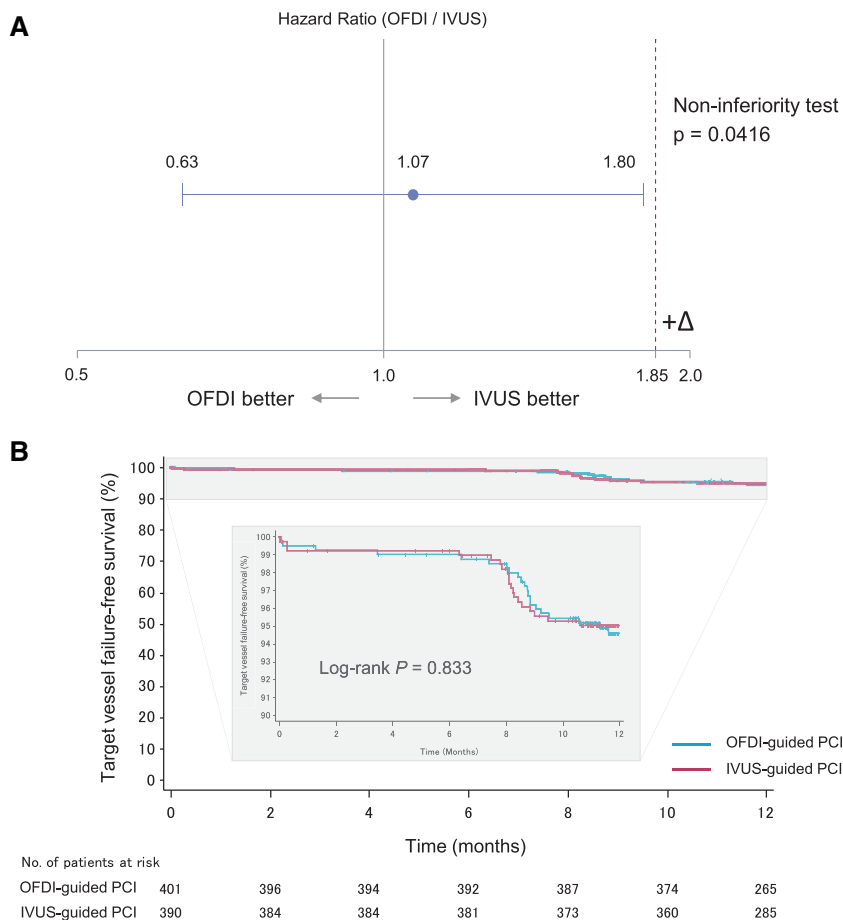 A
Hazard Ratio (OFDI / IVUS)
Non-inferiority test
p = 0.0416
0.63 1.07 1.80
+Δ
0.5 1.0 1.85 2.0
OFDI better IVUS better
B
Target vessel failure-free survival (%)
100
90
80
70
60
50
40
30
20
10
0
Target vessel failure-free survival (%)
100
99
98
97
96
95
94
93
92
91
90
Log-rank P = 0.833
0 2 4 6 8 10 12
Time (Months)
OFDI-guided PCI
IVUS-guided PCI
0 2 4 6 8 10 12
Time (months)
No. of patients at risk
OFDI-guided PCI 401 396 394 392 387 374 265
IVUS-guided PCI 390 384 384 381 373 360 285